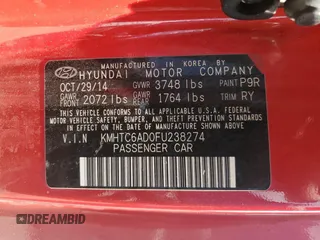 MANUFACTURED IN KOREA BY
HYUNDAI MOTOR COMPANY
OCT/29/14 GVWR 3748 lbs PAINT P9R
GAWR FRONT 2072 lbs GAWR REAR 1764 lbs TRIM RY
THIS VEHICLE CONFORMS TO ALL APPLICABLE
U.S. FEDERAL MOTOR VEHICLE SAFETY,
BUMPER, AND THEFT PREVENTION STANDARDS
IN EFFECT ON THE DATE OF MANUFACTURE
SHOWN ABOVE.
V.I.N KMHTC6AD0FU238274
PASSENGER CAR
DREAMBID